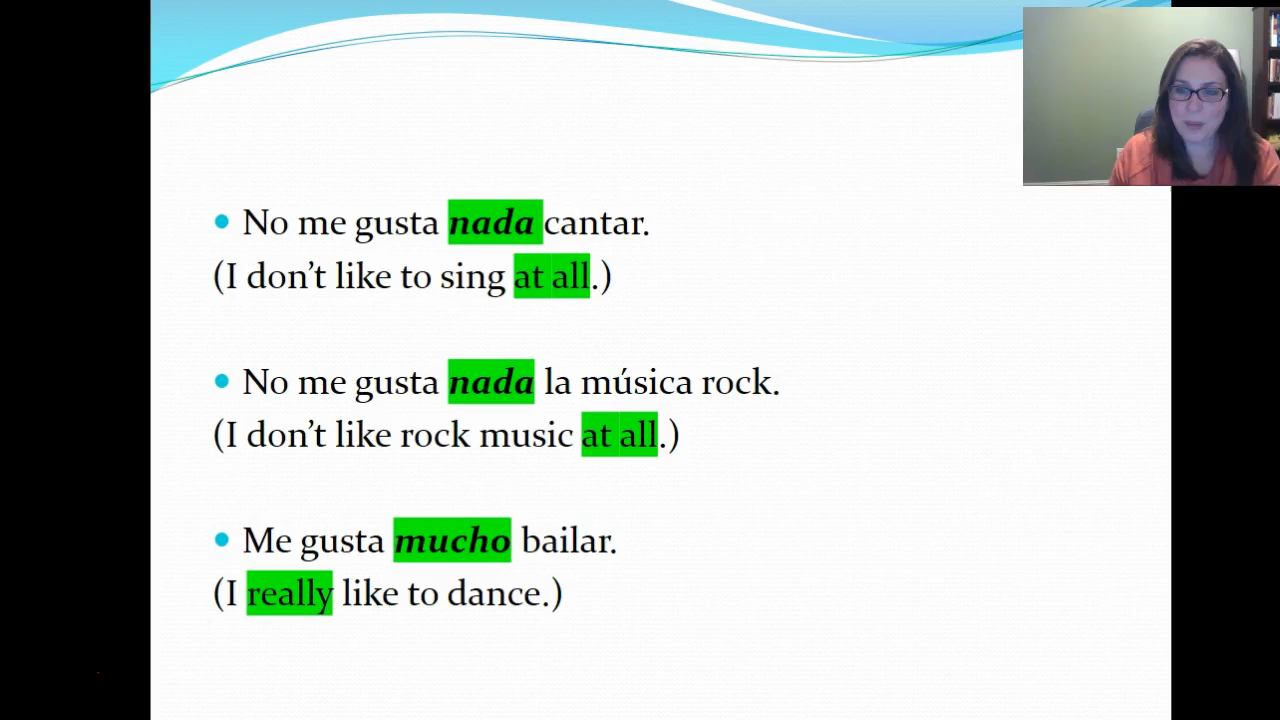 No me gusta nada cantar.
(I don't like to sing at all.)
No me gusta nada la música rock.
(I don't like rock music at all.)
Me gusta mucho bailar.
(I really like to dance.)